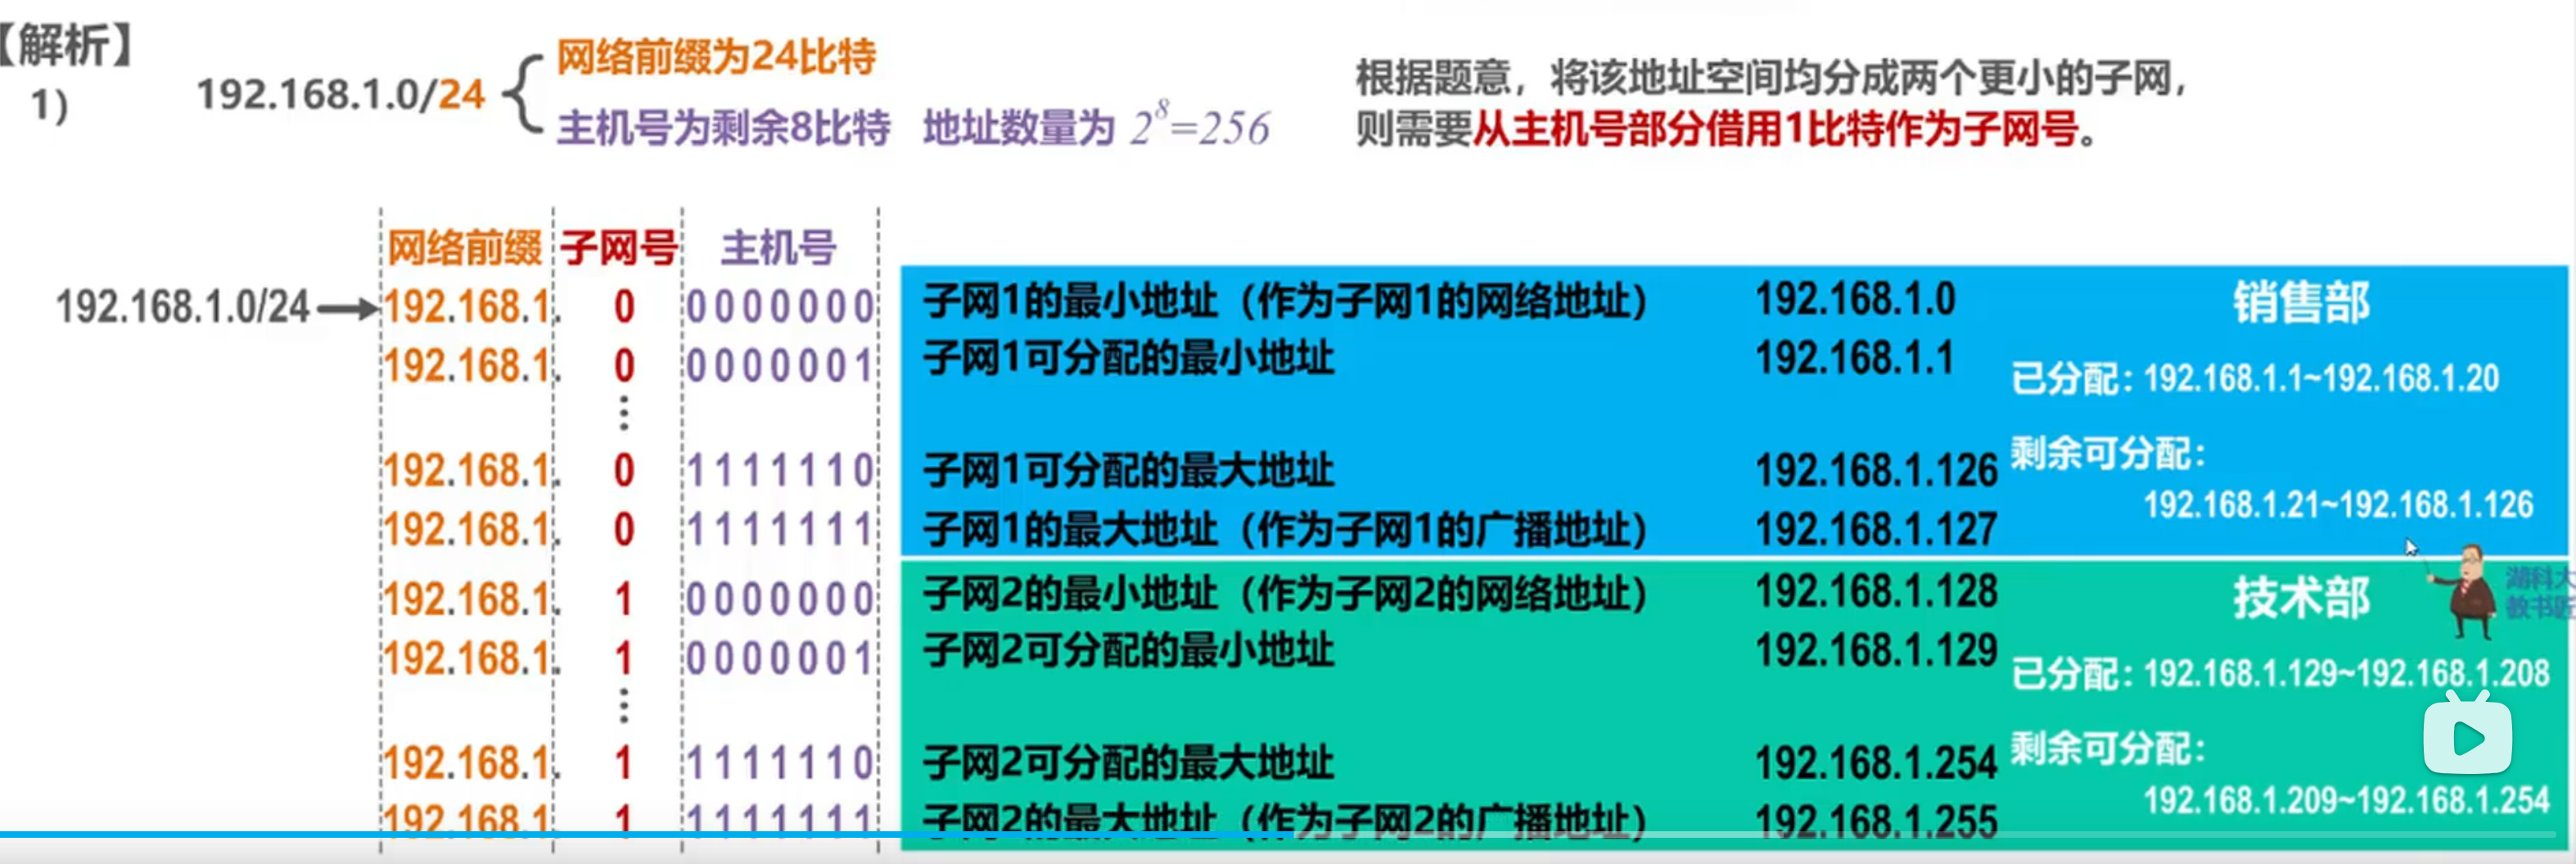 【解析】
1)
192.168.1.0/24
网络前缀为24比特
主机号为剩余8比特 地址数量为 2^8=256
根据题意，将该地址空间均分成两个更小的子网，
则需要从主机号部分借用1比特作为子网号。
网络前缀 子网号 主机号
192.168.1.0/24 192.168.1. 0 0000000 子网1的最小地址（作为子网1的网络地址） 192.168.1.0
192.168.1. 0 0000001 子网1可分配的最小地址 192.168.1.1
⋮
192.168.1. 0 1111110 子网1可分配的最大地址 192.168.1.126
192.168.1. 0 1111111 子网1的最大地址（作为子网1的广播地址） 192.168.1.127
销售部
已分配：192.168.1.1~192.168.1.20
剩余可分配：
192.168.1.21~192.168.1.126
192.168.1. 1 0000000 子网2的最小地址（作为子网2的网络地址） 192.168.1.128
192.168.1. 1 0000001 子网2可分配的最小地址 192.168.1.129
⋮
192.168.1. 1 1111110 子网2可分配的最大地址 192.168.1.254
192.168.1. 1 1111111 子网2的最大地址（作为子网2的广播地址） 192.168.1.255
技术部
已分配：192.168.1.129~192.168.1.208
剩余可分配：
192.168.1.209~192.168.1.254
湖科大
教书匠